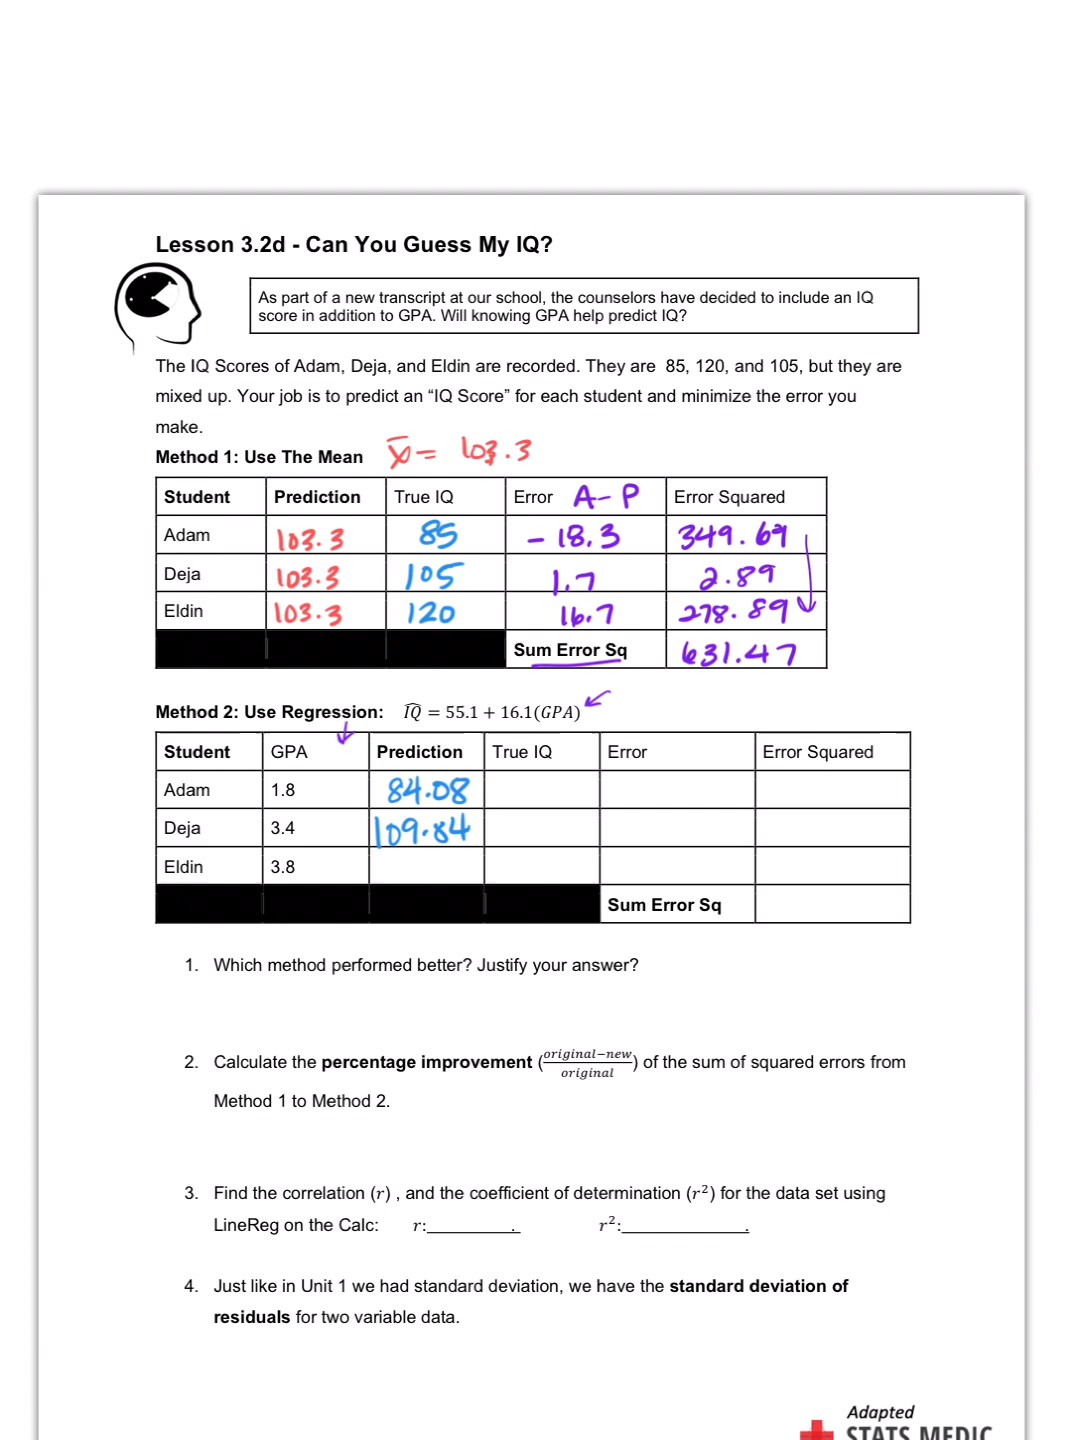 Lesson 3.2d - Can You Guess My IQ?
As part of a new transcript at our school, the counselors have decided to include an IQ
score in addition to GPA. Will knowing GPA help predict IQ?
The IQ Scores of Adam, Deja, and Eldin are recorded. They are 85, 120, and 105, but they are
mixed up. Your job is to predict an “IQ Score” for each student and minimize the error you
make.
Method 1: Use The Mean x̄ = 103.3
Student Prediction True IQ Error A-P Error Squared
Adam 103.3 85 -18.3 349.69
Deja 103.3 105 1.7 2.89
Eldin 103.3 120 16.7 278.89
Sum Error Sq 631.47
Method 2: Use Regression: \widehat{IQ} = 55.1 + 16.1(GPA)
Student GPA Prediction True IQ Error Error Squared
Adam 1.8 84.08
Deja 3.4 109.84
Eldin 3.8
Sum Error Sq
1. Which method performed better? Justify your answer?
2. Calculate the percentage improvement (original−new/original) of the sum of squared errors from
Method 1 to Method 2.
3. Find the correlation (r) , and the coefficient of determination (r²) for the data set using
LineReg on the Calc: r:________. r²:____________.
4. Just like in Unit 1 we had standard deviation, we have the standard deviation of
residuals for two variable data.
Adapted
STATS MEDIC